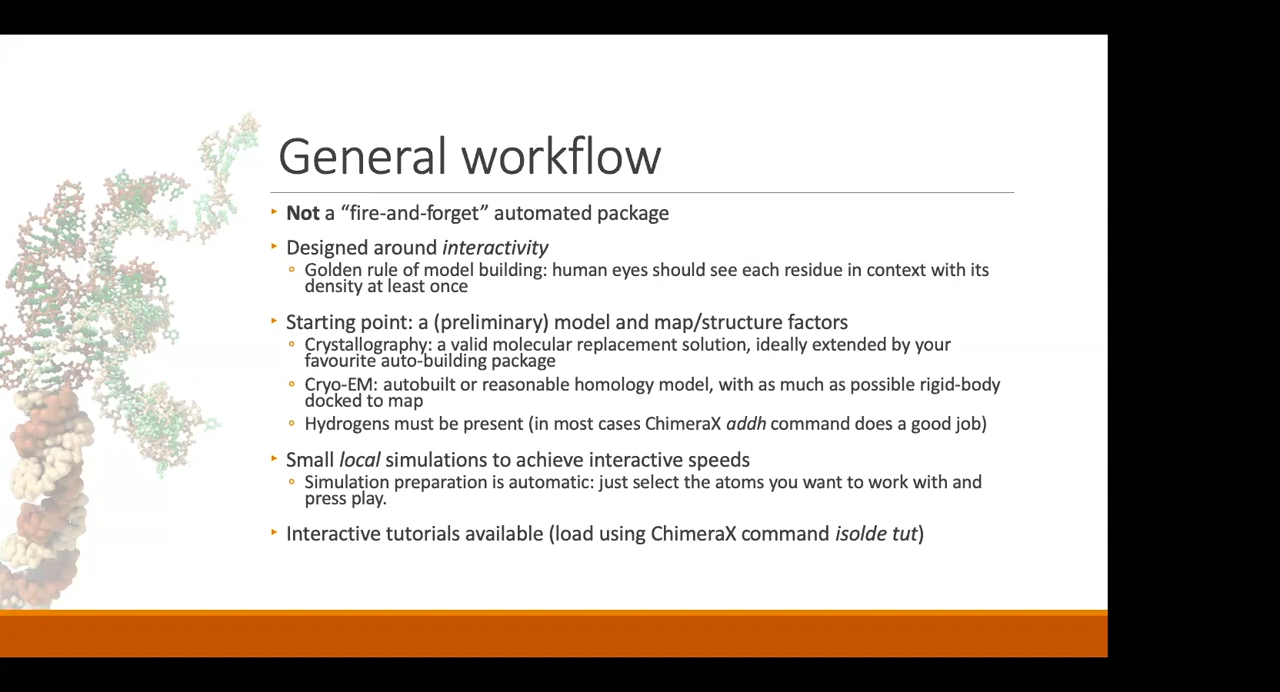 General workflow
Not a “fire-and-forget” automated package
Designed around interactivity
Golden rule of model building: human eyes should see each residue in context with its
density at least once
Starting point: a (preliminary) model and map/structure factors
Crystallography: a valid molecular replacement solution, ideally extended by your
favourite auto-building package
Cryo-EM: autobuilt or reasonable homology model, with as much as possible rigid-body
docked to map
Hydrogens must be present (in most cases ChimeraX addh command does a good job)
Small local simulations to achieve interactive speeds
Simulation preparation is automatic: just select the atoms you want to work with and
press play.
Interactive tutorials available (load using ChimeraX command isolde tut)